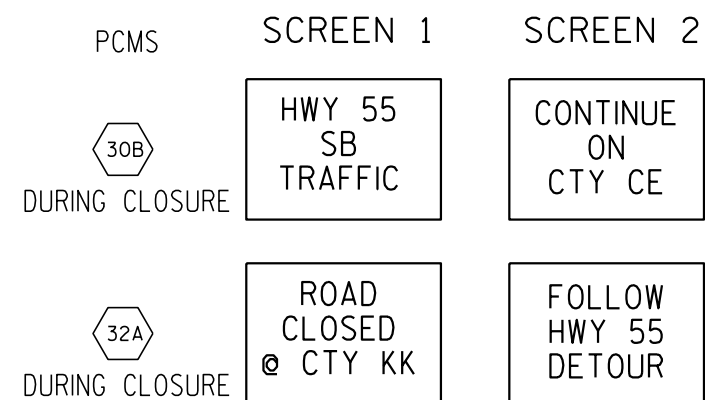 PCMS
SCREEN 1
SCREEN 2
30B
DURING CLOSURE
HWY 55
SB
TRAFFIC
CONTINUE
ON
CTY CE
32A
DURING CLOSURE
ROAD
CLOSED
@ CTY KK
FOLLOW
HWY 55
DETOUR